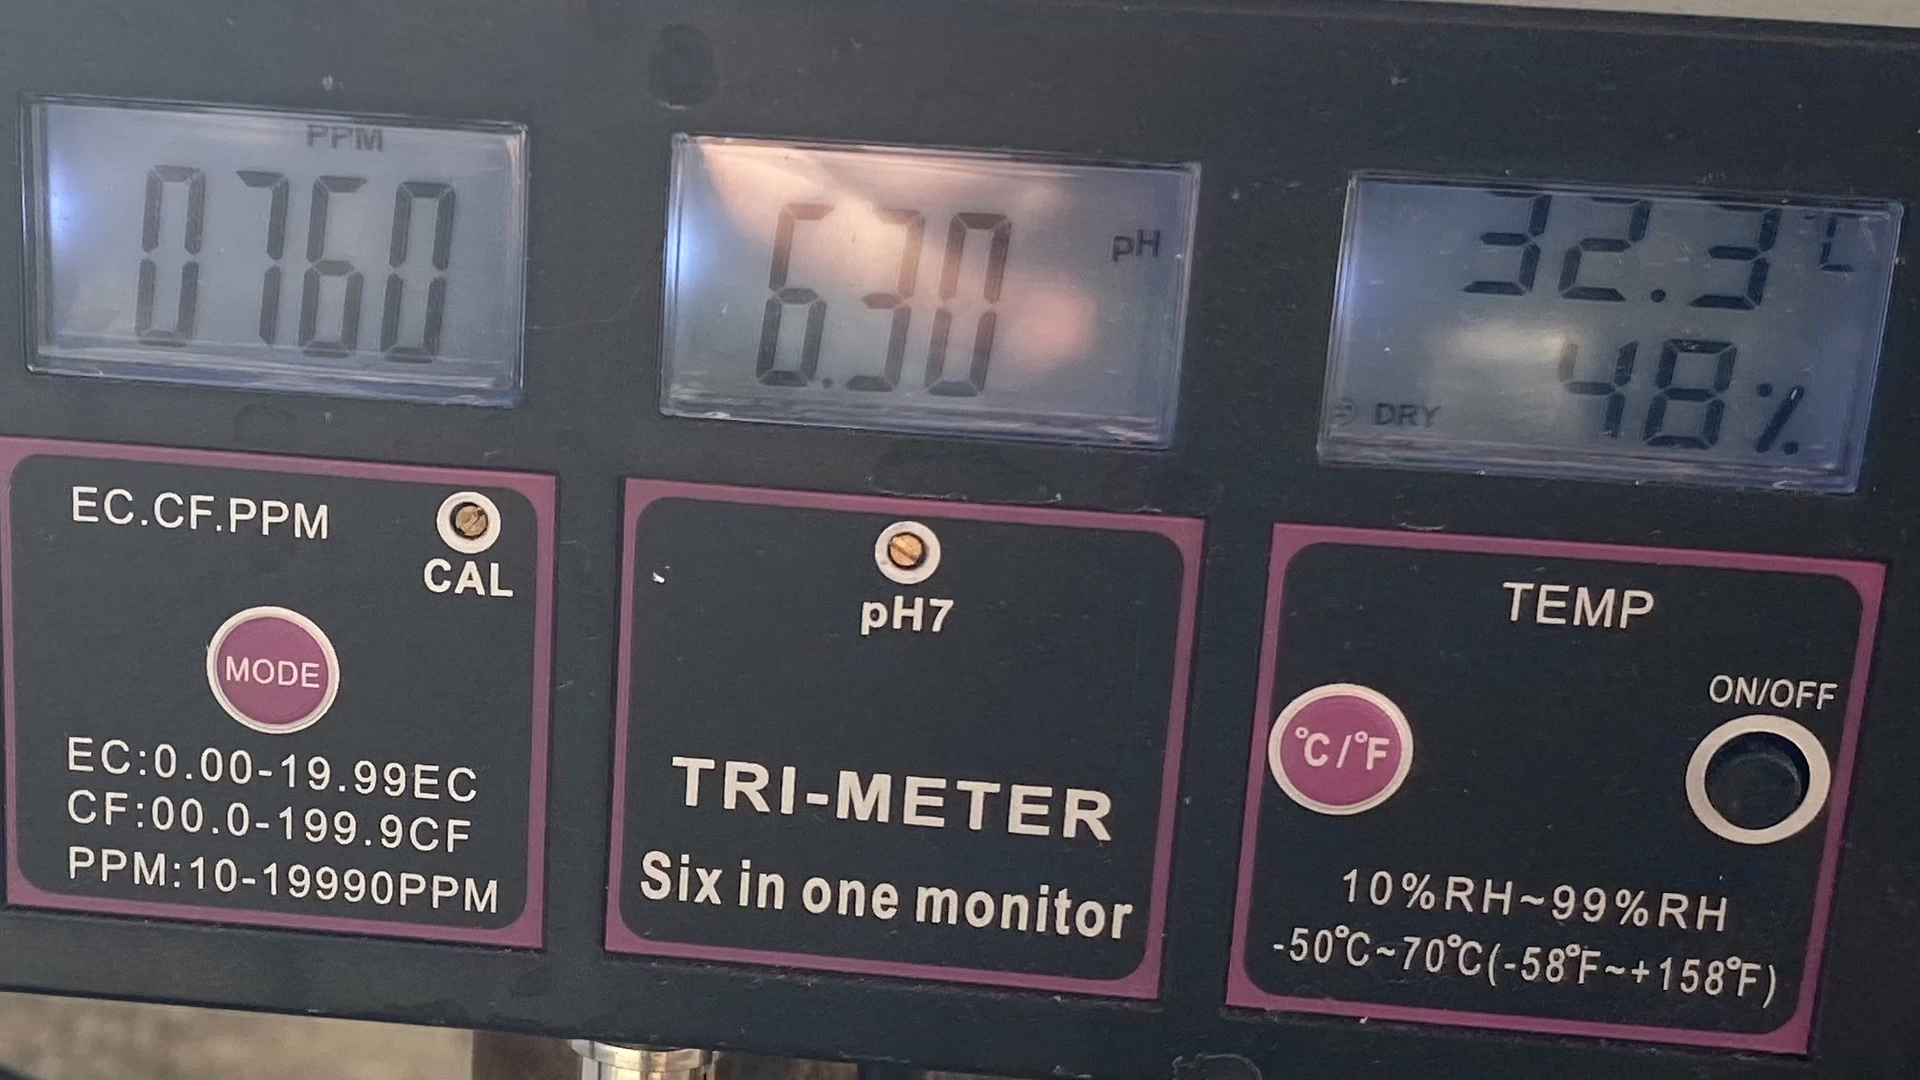 PPM
0760
6.30 pH
32.3°C
48%
DRY
EC.CF.PPM
CAL
MODE
EC:0.00-19.99EC
CF:00.0-199.9CF
PPM:10-19990PPM
pH7
TRI-METER
Six in one monitor
TEMP
ON/OFF
°C/°F
10%RH~99%RH
-50°C~70°C(-58°F~+158°F)